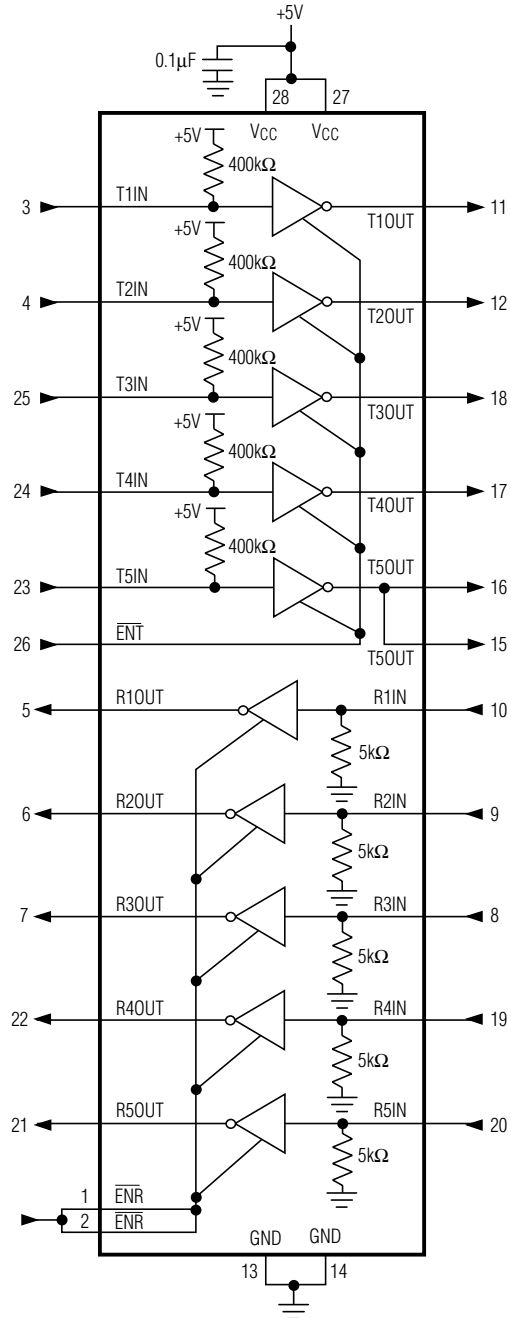 +5V
0.1μF
28 27
VCC VCC
+5V
400kΩ
3 T1IN T1OUT 11
+5V
400kΩ
4 T2IN T2OUT 12
+5V
400kΩ
25 T3IN T3OUT 18
+5V
400kΩ
24 T4IN T4OUT 17
+5V
400kΩ
23 T5IN T5OUT 16
26 E̅N̅T̅ T5OUT 15
5 R1OUT R1IN 10
5kΩ
6 R2OUT R2IN 9
5kΩ
7 R3OUT R3IN 8
5kΩ
22 R4OUT R4IN 19
5kΩ
21 R5OUT R5IN 20
5kΩ
1 E̅N̅R̅
2 E̅N̅R̅
GND GND
13 14